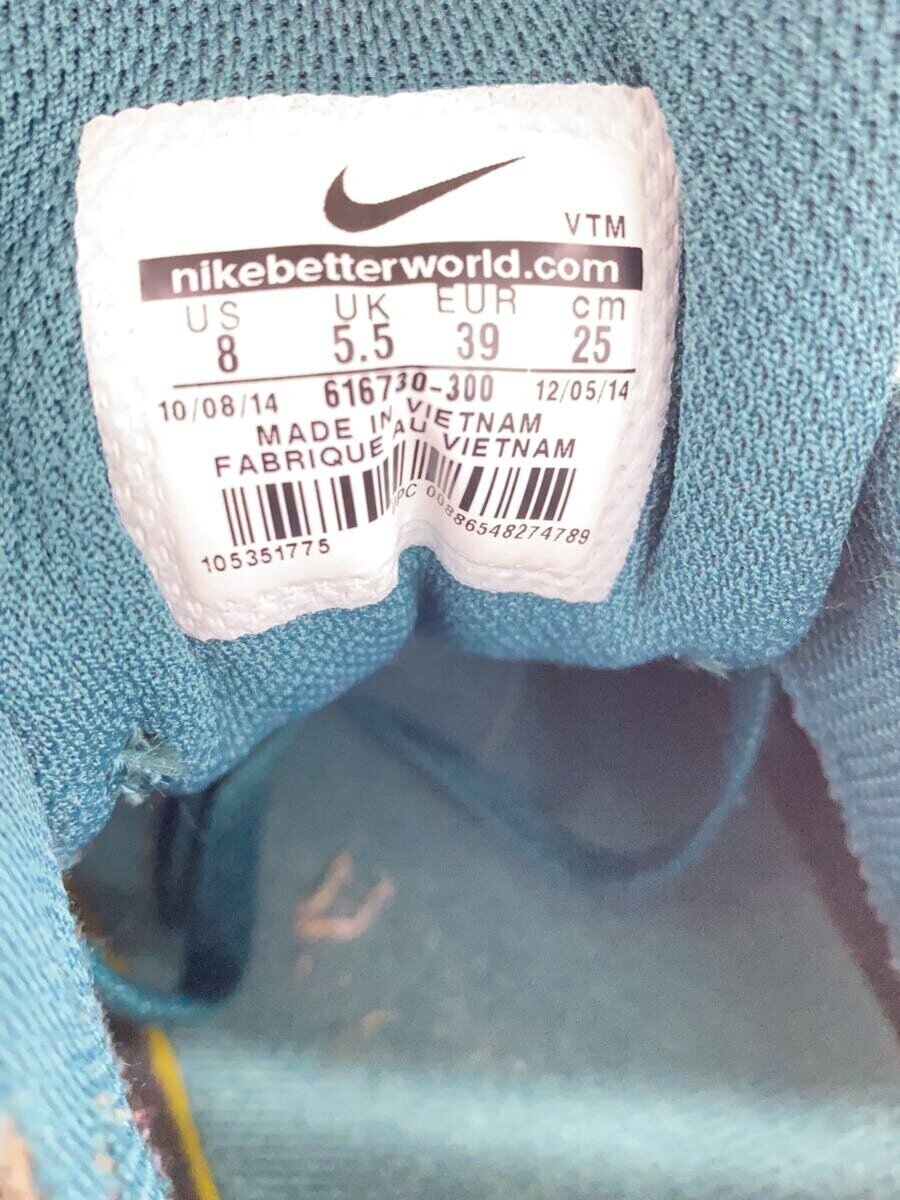 VTM
nikebetterworld.com
US UK EUR cm
8 5.5 39 25
10/08/14 616730-300 12/05/14
MADE IN VIETNAM
FABRIQUE AU VIETNAM
105351775 UPC 00886548274789